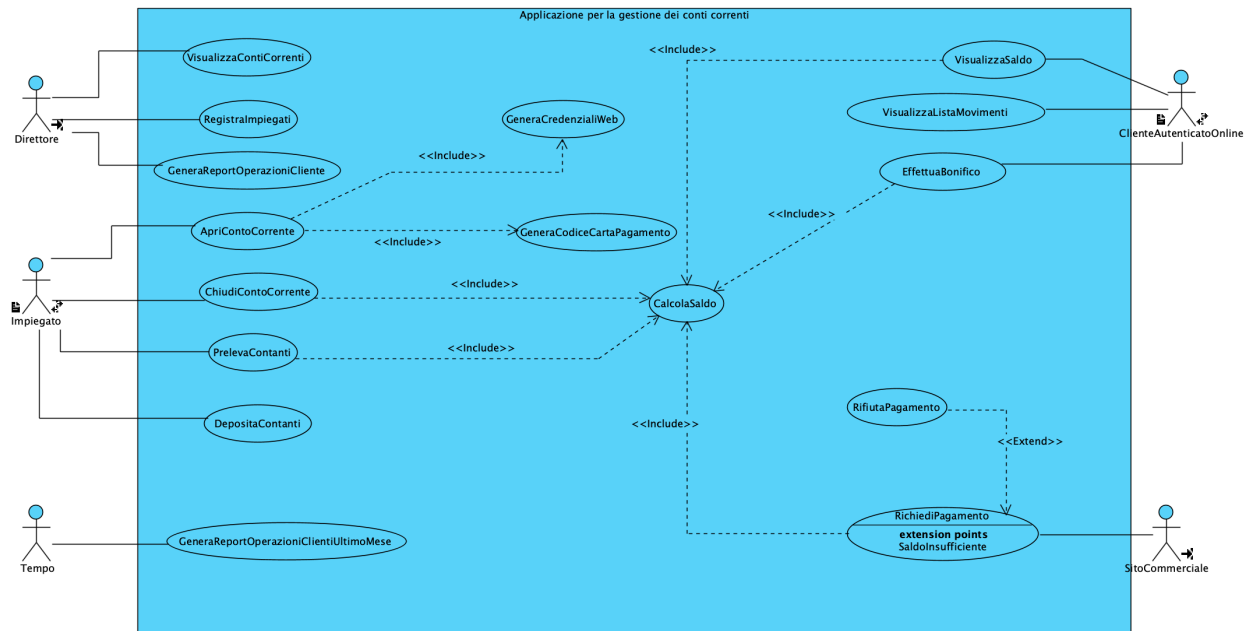 Applicazione per la gestione dei conti correnti
<<Include>>
VisualizzaContiCorrenti
VisualizzaSaldo
Direttore
RegistraImpiegati
GeneraCredenzialiWeb
VisualizzaListaMovimenti
ClienteAutenticatoOnline
<<Include>>
GeneraReportOperazioniCliente
EffettuaBonifico
<<Include>>
ApriContoCorrente
GeneraCodiceCartaPagamento
<<Include>>
ChiudiContoCorrente
<<Include>>
CalcolaSaldo
Impiegato
PrelevaContanti
<<Include>>
RifiutaPagamento
DepositaContanti
<<Include>>
<<Extend>>
RichiediPagamento
extension points
SaldoInsufficiente
GeneraReportOperazioniClientiUltimoMese
Tempo
SitoCommerciale